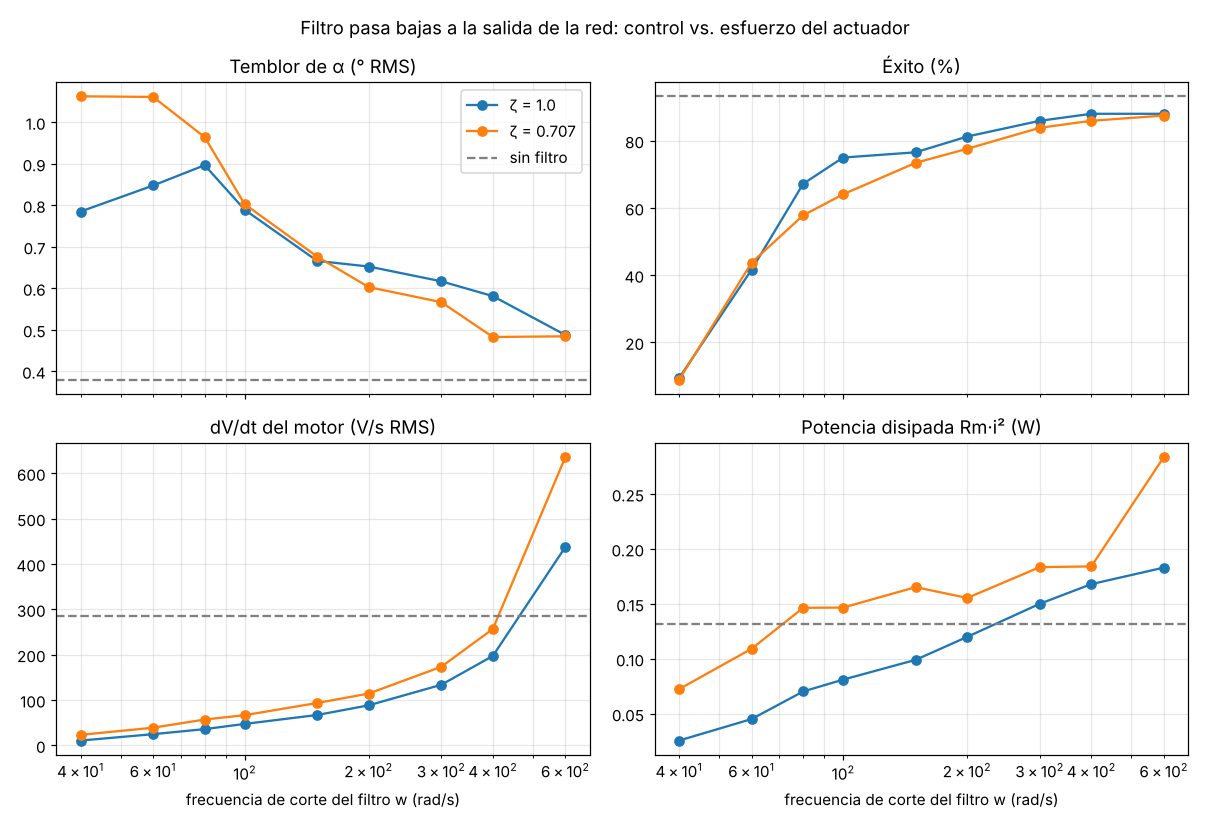 Filtro pasa bajas a la salida de la red: control vs. esfuerzo del actuador
Temblor de α (° RMS)
1.0
0.9
0.8
0.7
0.6
0.5
0.4
ζ = 1.0
ζ = 0.707
sin filtro
Éxito (%)
80
60
40
20
dV/dt del motor (V/s RMS)
600
500
400
300
200
100
0
4 × 10¹ 6 × 10¹ 10² 2 × 10² 3 × 10² 4 × 10² 6 × 10²
frecuencia de corte del filtro w (rad/s)
Potencia disipada Rm·i² (W)
0.25
0.20
0.15
0.10
0.05
4 × 10¹ 6 × 10¹ 10² 2 × 10² 3 × 10² 4 × 10² 6 × 10²
frecuencia de corte del filtro w (rad/s)